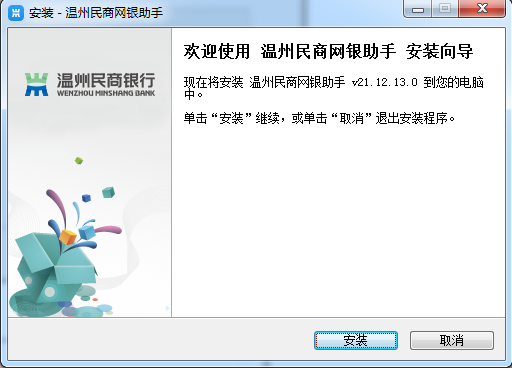 安装 - 温州民商网银助手
温州民商银行
WENZHOU MINSHANG BANK
欢迎使用 温州民商网银助手 安装向导
现在将安装 温州民商网银助手 v21.12.13.0 到您的电脑
中。
单击“安装”继续，或单击“取消”退出安装程序。
安装
取消